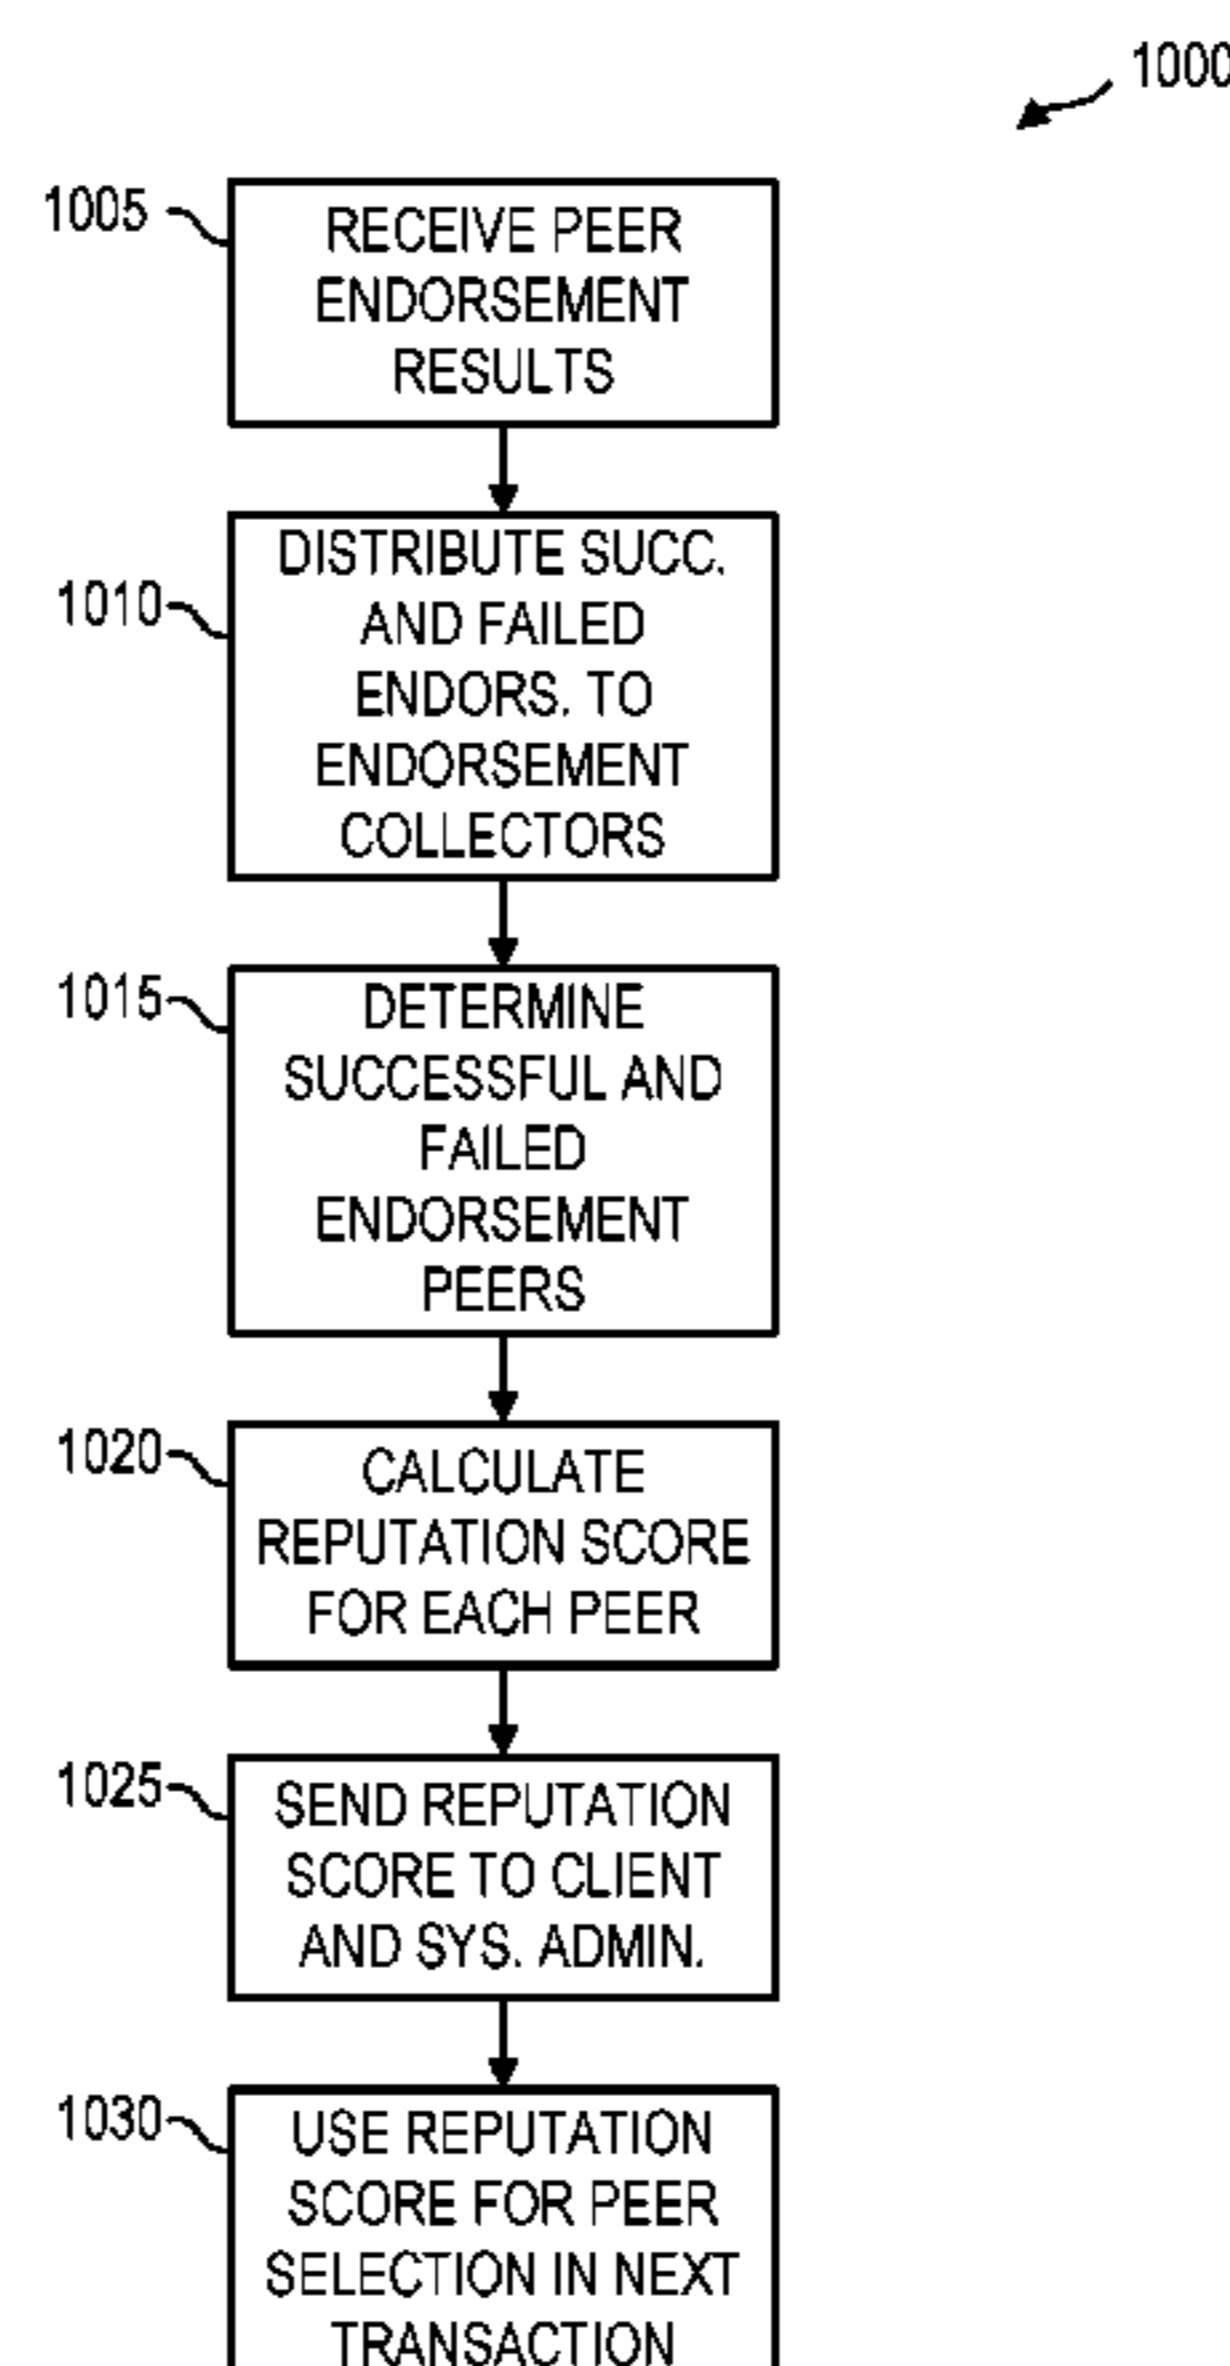 1000
1005
RECEIVE PEER
ENDORSEMENT
RESULTS
1010
DISTRIBUTE SUCC.
AND FAILED
ENDORS. TO
ENDORSEMENT
COLLECTORS
1015
DETERMINE
SUCCESSFUL AND
FAILED
ENDORSEMENT
PEERS
1020
CALCULATE
REPUTATION SCORE
FOR EACH PEER
1025
SEND REPUTATION
SCORE TO CLIENT
AND SYS. ADMIN.
1030
USE REPUTATION
SCORE FOR PEER
SELECTION IN NEXT
TRANSACTION